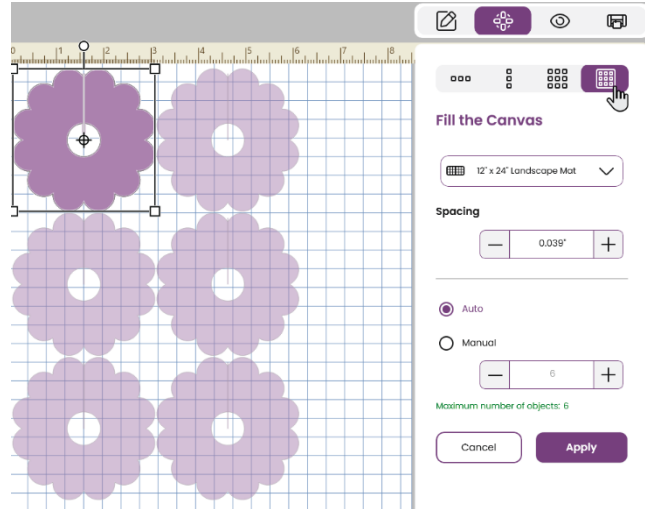 0 1 2 3 4 5 6 7 8
Fill the Canvas
12" x 24" Landscape Mat
Spacing
0.039"
Auto
Manual
6
Maximum number of objects: 6
Cancel Apply